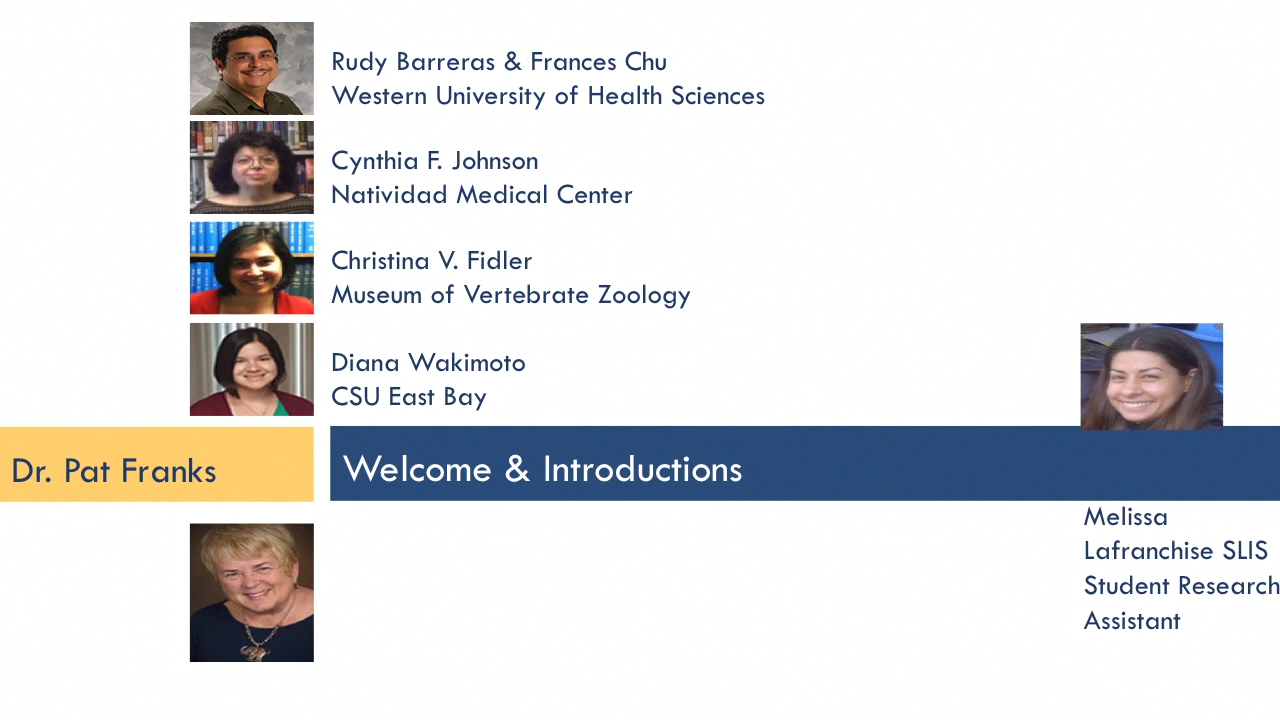 Rudy Barreras & Frances Chu
Western University of Health Sciences
Cynthia F. Johnson
Natividad Medical Center
Christina V. Fidler
Museum of Vertebrate Zoology
Diana Wakimoto
CSU East Bay
Dr. Pat Franks
Welcome & Introductions
Melissa
Lafranchise SLIS
Student Research
Assistant